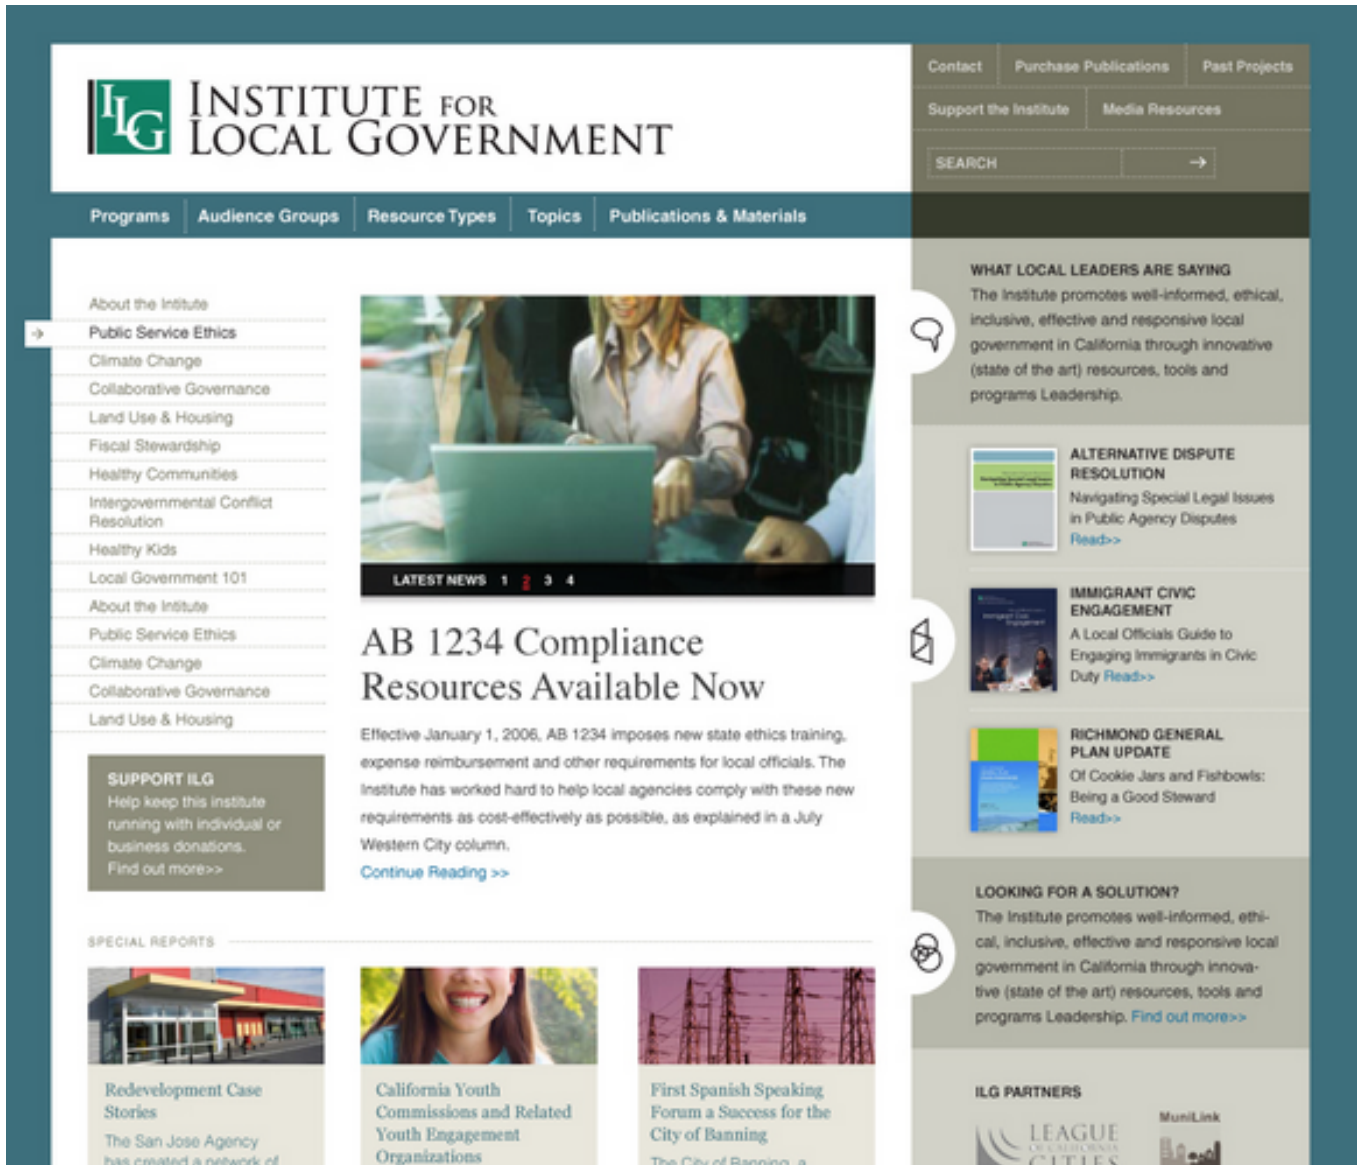 ILG
INSTITUTE FOR
LOCAL GOVERNMENT
Contact
Purchase Publications
Past Projects
Support the Institute
Media Resources
SEARCH
Programs
Audience Groups
Resource Types
Topics
Publications & Materials
About the Intitute
Public Service Ethics
Climate Change
Collaborative Governance
Land Use & Housing
Fiscal Stewardship
Healthy Communities
Intergovernmental Conflict
Resolution
Healthy Kids
Local Government 101
About the Intitute
Public Service Ethics
Climate Change
Collaborative Governance
Land Use & Housing
SUPPORT ILG
Help keep this institute
running with individual or
business donations.
Find out more>>
LATEST NEWS 1 2 3 4
AB 1234 Compliance
Resources Available Now
Effective January 1, 2006, AB 1234 imposes new state ethics training,
expense reimbursement and other requirements for local officials. The
Institute has worked hard to help local agencies comply with these new
requirements as cost-effectively as possible, as explained in a July
Western City column.
Continue Reading >>
SPECIAL REPORTS
Redevelopment Case
Stories
The San Jose Agency
has created a network of
California Youth
Commissions and Related
Youth Engagement
Organizations
First Spanish Speaking
Forum a Success for the
City of Banning
The City of Banning, a
WHAT LOCAL LEADERS ARE SAYING
The Institute promotes well-informed, ethical,
inclusive, effective and responsive local
government in California through innovative
(state of the art) resources, tools and
programs Leadership.
ALTERNATIVE DISPUTE
RESOLUTION
Navigating Special Legal Issues
in Public Agency Disputes
Read>>
Immigrant Civic
Engagement
IMMIGRANT CIVIC
ENGAGEMENT
A Local Officials Guide to
Engaging Immigrants in Civic
Duty Read>>
RICHMOND GENERAL
PLAN UPDATE
Of Cookie Jars and Fishbowls:
Being a Good Steward
Read>>
LOOKING FOR A SOLUTION?
The Institute promotes well-informed, ethi-
cal, inclusive, effective and responsive local
government in California through innova-
tive (state of the art) resources, tools and
programs Leadership. Find out more>>
ILG PARTNERS
LEAGUE
OF CALIFORNIA
CITIES
MuniLink